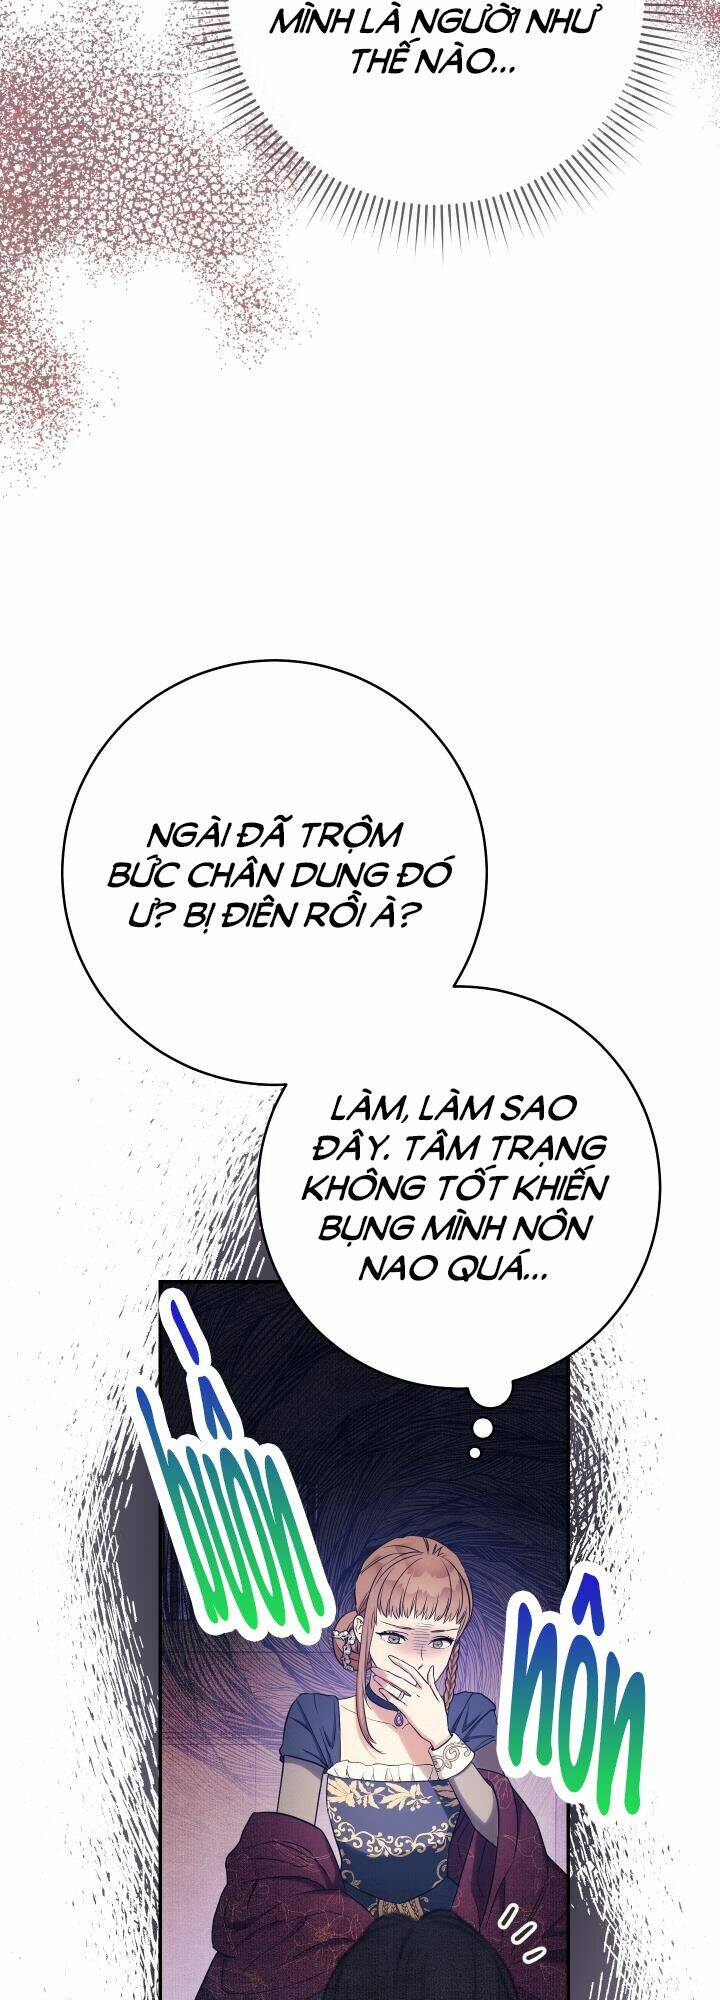 MÌNH LÀ NGƯỜI NHƯ
THẾ NÀO...
NGÀI ĐÃ TRỘM
BỨC CHÂN DUNG ĐÓ
Ư? BỊ ĐIÊN RỒI À?
LÀM, LÀM SAO
ĐÂY. TÂM TRẠNG
KHÔNG TỐT KHIẾN
BỤNG MÌNH NÔN
NAO QUÁ...
buồn
nôn